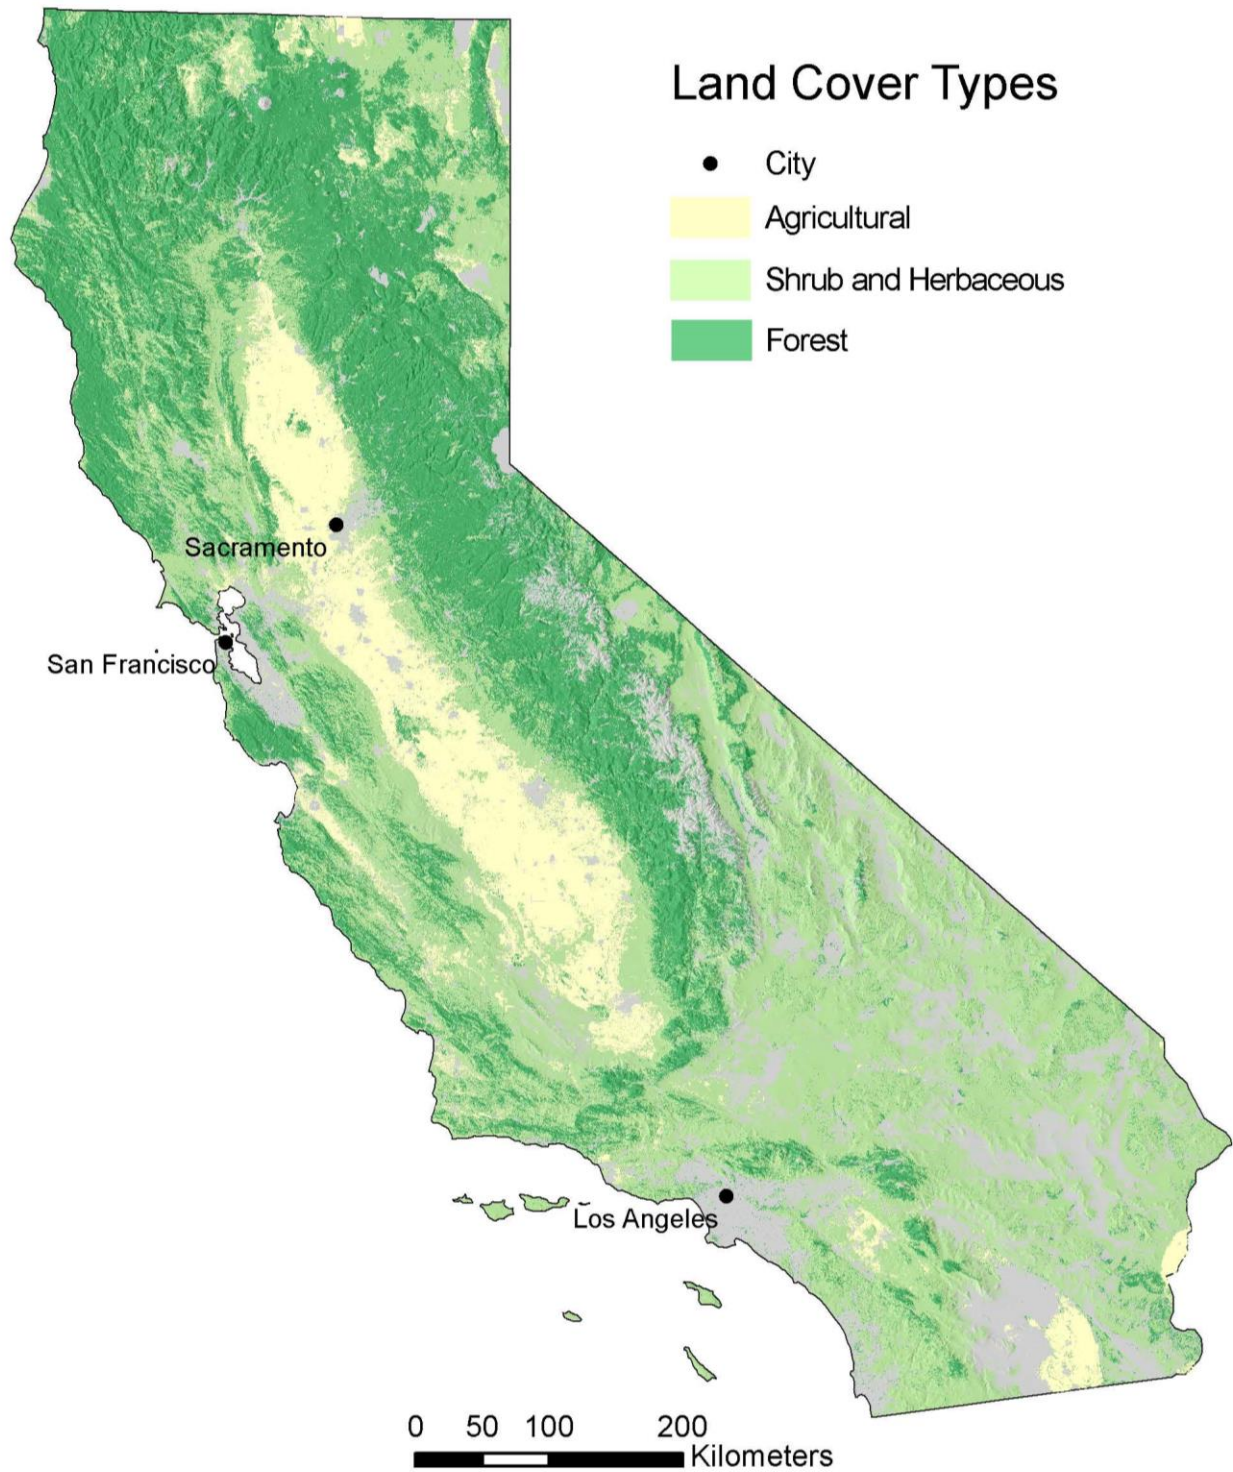 Land Cover Types
City
Agricultural
Shrub and Herbaceous
Forest
Sacramento
San Francisco
Los Angeles
0 50 100 200
Kilometers